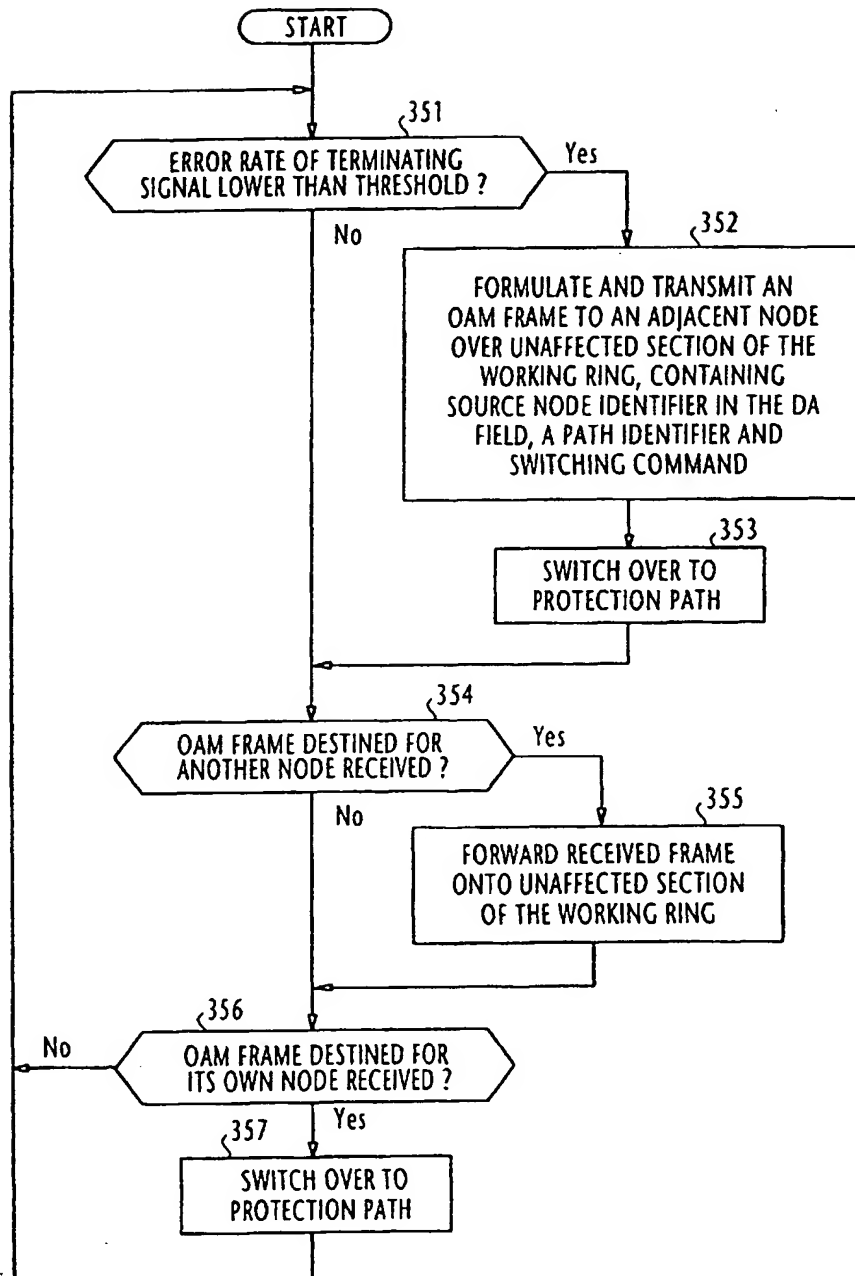 START
351
ERROR RATE OF TERMINATING
SIGNAL LOWER THAN THRESHOLD ?
Yes
No
352
FORMULATE AND TRANSMIT AN
OAM FRAME TO AN ADJACENT NODE
OVER UNAFFECTED SECTION OF THE
WORKING RING, CONTAINING
SOURCE NODE IDENTIFIER IN THE DA
FIELD, A PATH IDENTIFIER AND
SWITCHING COMMAND
353
SWITCH OVER TO
PROTECTION PATH
354
OAM FRAME DESTINED FOR
ANOTHER NODE RECEIVED ?
Yes
No
355
FORWARD RECEIVED FRAME
ONTO UNAFFECTED SECTION
OF THE WORKING RING
356
No
OAM FRAME DESTINED FOR
ITS OWN NODE RECEIVED ?
Yes
357
SWITCH OVER TO
PROTECTION PATH